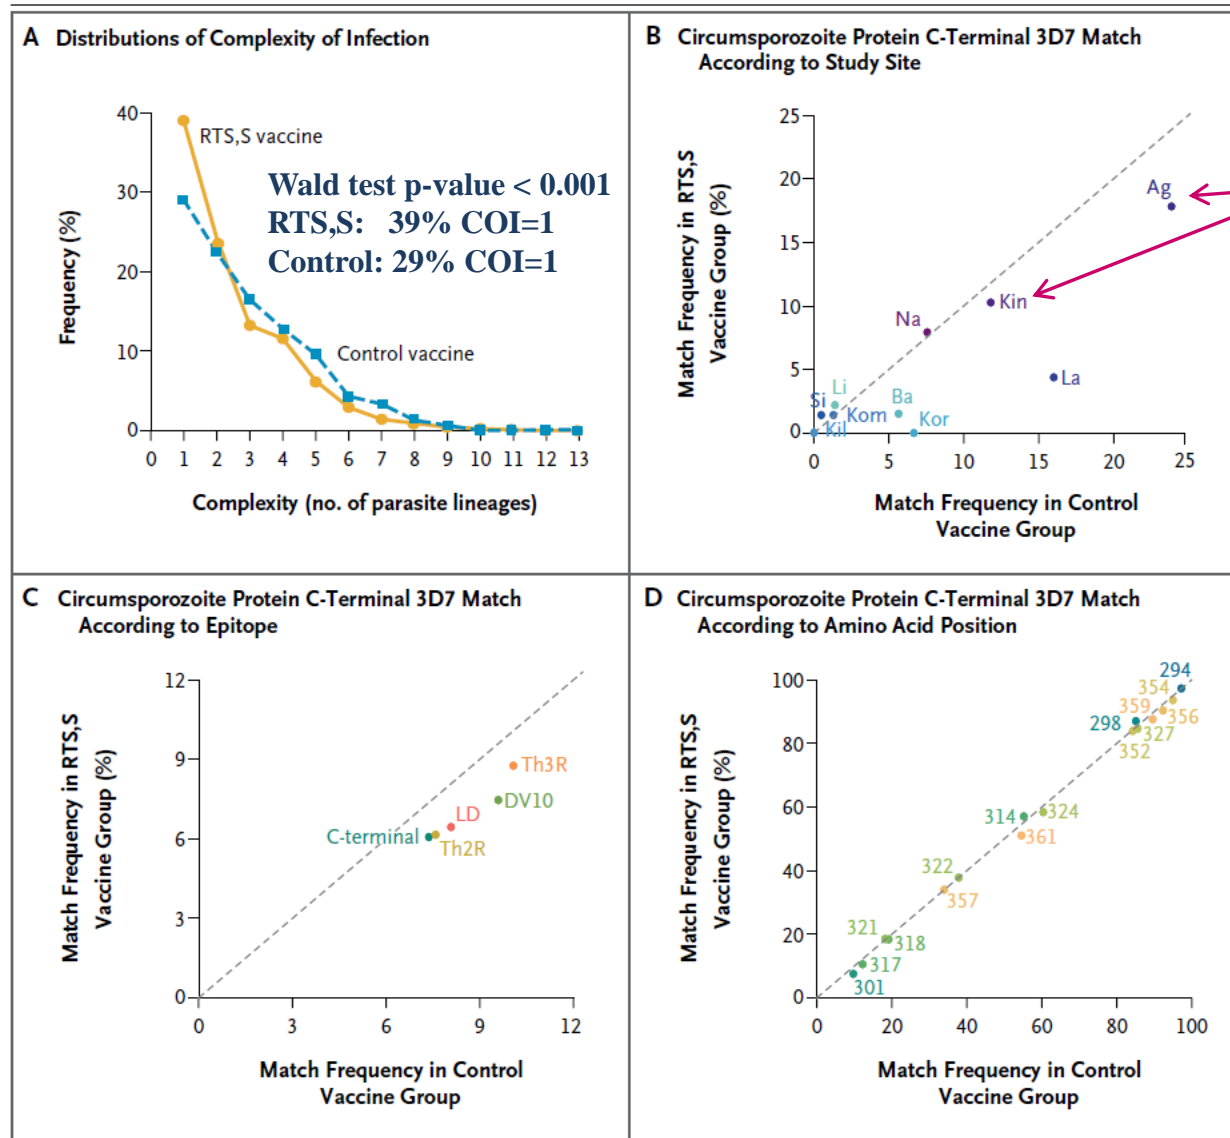 A Distributions of Complexity of Infection
Frequency (%)
40
30
20
10
0
RTS,S vaccine
Wald test p-value < 0.001
RTS,S: 39% COI=1
Control: 29% COI=1
Control vaccine
0 1 2 3 4 5 6 7 8 9 10 11 12 13
Complexity (no. of parasite lineages)
B Circumsporozoite Protein C-Terminal 3D7 Match
According to Study Site
Match Frequency in RTS,S
Vaccine Group (%)
25
20
15
10
5
0
Ag
Kin
Na
La
Li
Si
Ba
Kom
Kor
Kil
0 5 10 15 20 25
Match Frequency in Control
Vaccine Group
C Circumsporozoite Protein C-Terminal 3D7 Match
According to Epitope
Match Frequency in RTS,S
Vaccine Group (%)
12
9
6
3
0
Th3R
DV10
LD
C-terminal
Th2R
0 3 6 9 12
Match Frequency in Control
Vaccine Group
D Circumsporozoite Protein C-Terminal 3D7 Match
According to Amino Acid Position
Match Frequency in RTS,S
Vaccine Group (%)
100
80
60
40
20
0
294
354
359
356
298
327
352
314
324
361
322
357
321
318
317
301
0 20 40 60 80 100
Match Frequency in Control
Vaccine Group